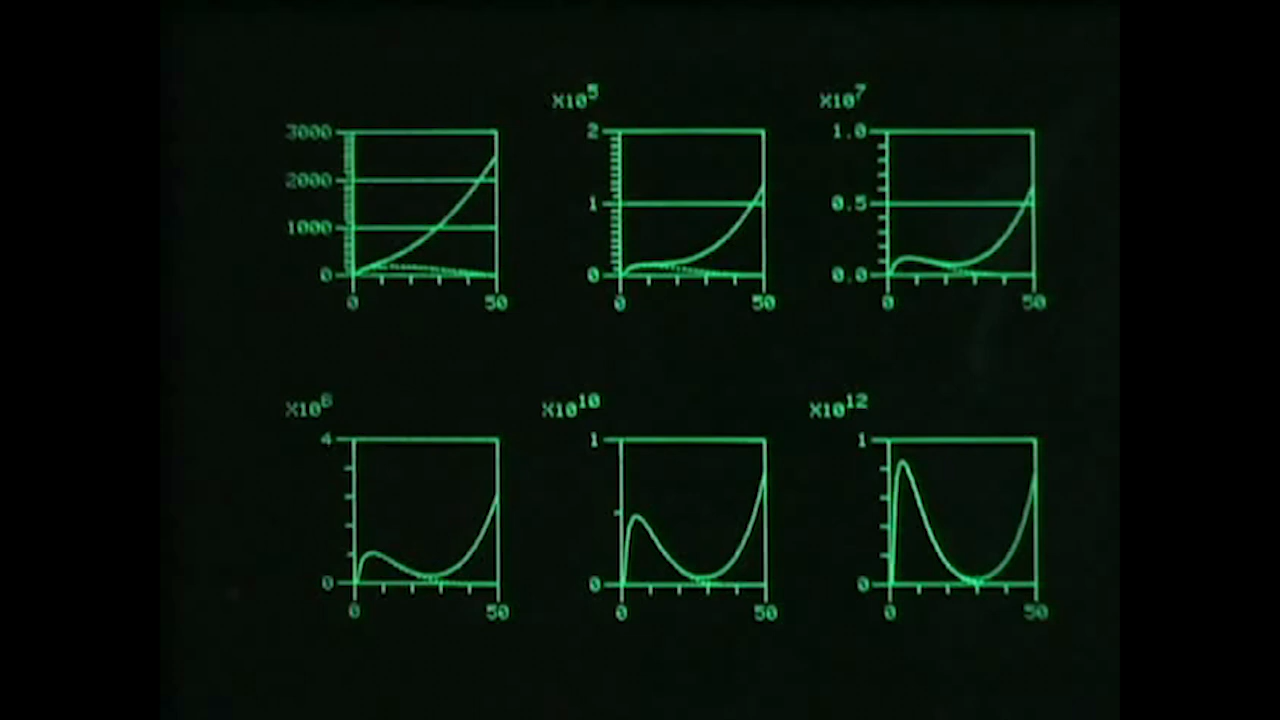 X10^5 X10^7
3000 2 1.0
2000
1000 1 0.5
0 0 0.0
0 50 0 50 0 50
X10^8 X10^10 X10^12
4 1 1
0 0 0
0 50 0 50 0 50